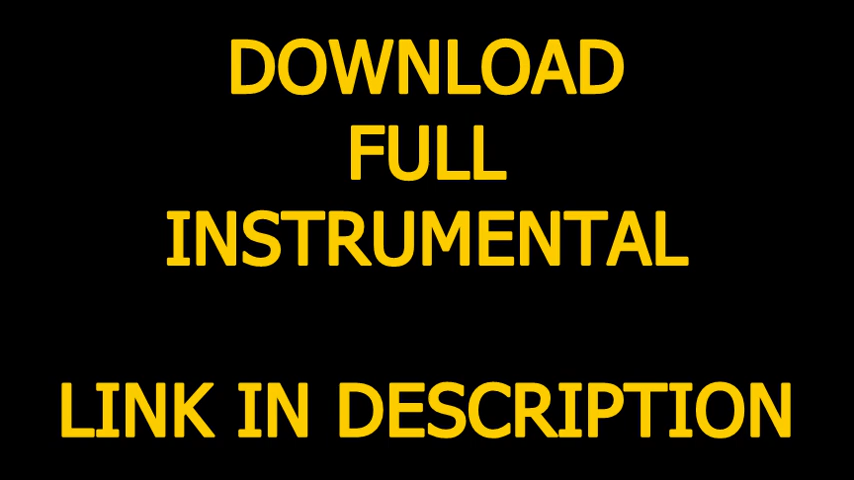 DOWNLOAD
FULL
INSTRUMENTAL
LINK IN DESCRIPTION